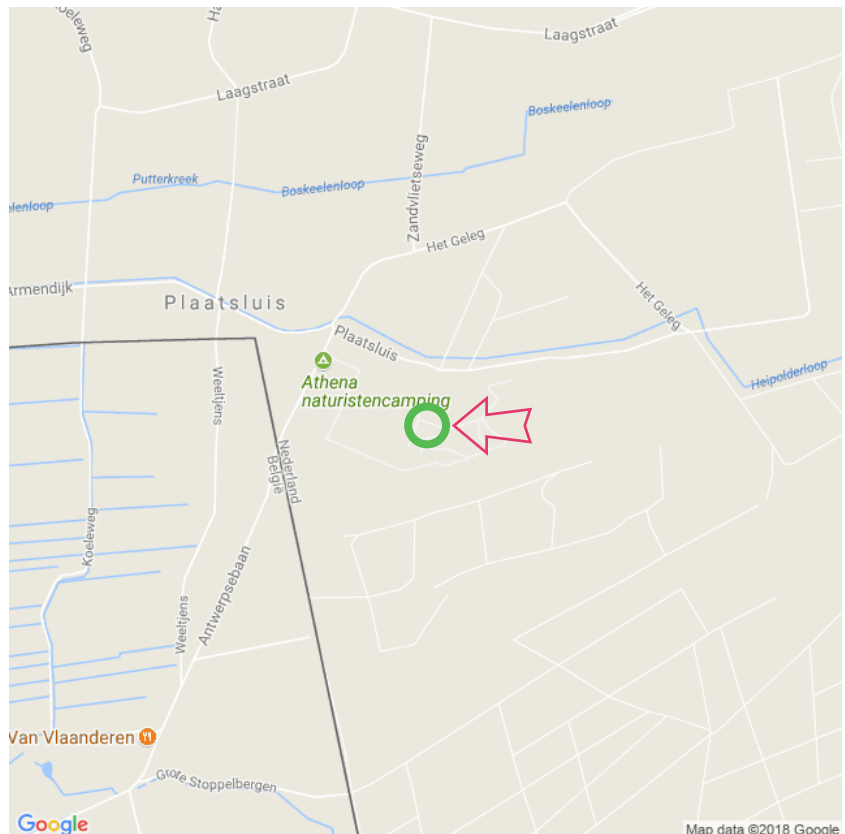 Laagstraat
Laagstraat
Boskeelenloop
Putterkreek
Boskeelenloop
Zandvlietseweg
Het Geleg
Armendijk
Plaatsluis
Het Geleg
Plaatsluis
Athena
naturistencamping
Heipolderloop
Weeltjens
Nederland
België
Koeleweg
Antwerpsebaan
Weeltjens
Van Vlaanderen
Grote Stoppelbergen
Google
Map data ©2018 Google